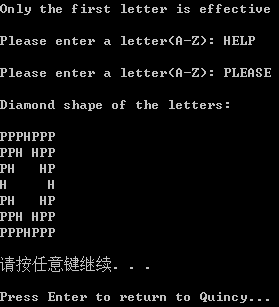 Only the first letter is effective
Please enter a letter(A-Z): HELP
Please enter a letter(A-Z): PLEASE
Diamond shape of the letters:
PPPHPPP
PPH HPP
PH   HP
H     H
PH   HP
PPH HPP
PPPHPPP
请按任意键继续. . .
Press Enter to return to Quincy...